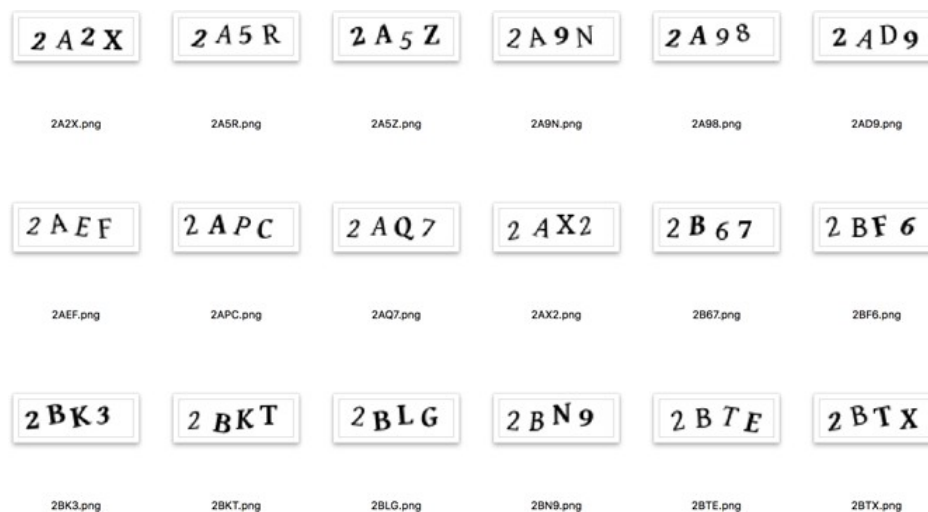 2A2X 2A5R 2A5Z 2A9N 2A98 2AD9
2A2X.png 2A5R.png 2A5Z.png 2A9N.png 2A98.png 2AD9.png
2AEF 2APC 2AQ7 2AX2 2B67 2BF6
2AEF.png 2APC.png 2AQ7.png 2AX2.png 2B67.png 2BF6.png
2BK3 2BKT 2BLG 2BN9 2BTE 2BTX
2BK3.png 2BKT.png 2BLG.png 2BN9.png 2BTE.png 2BTX.png